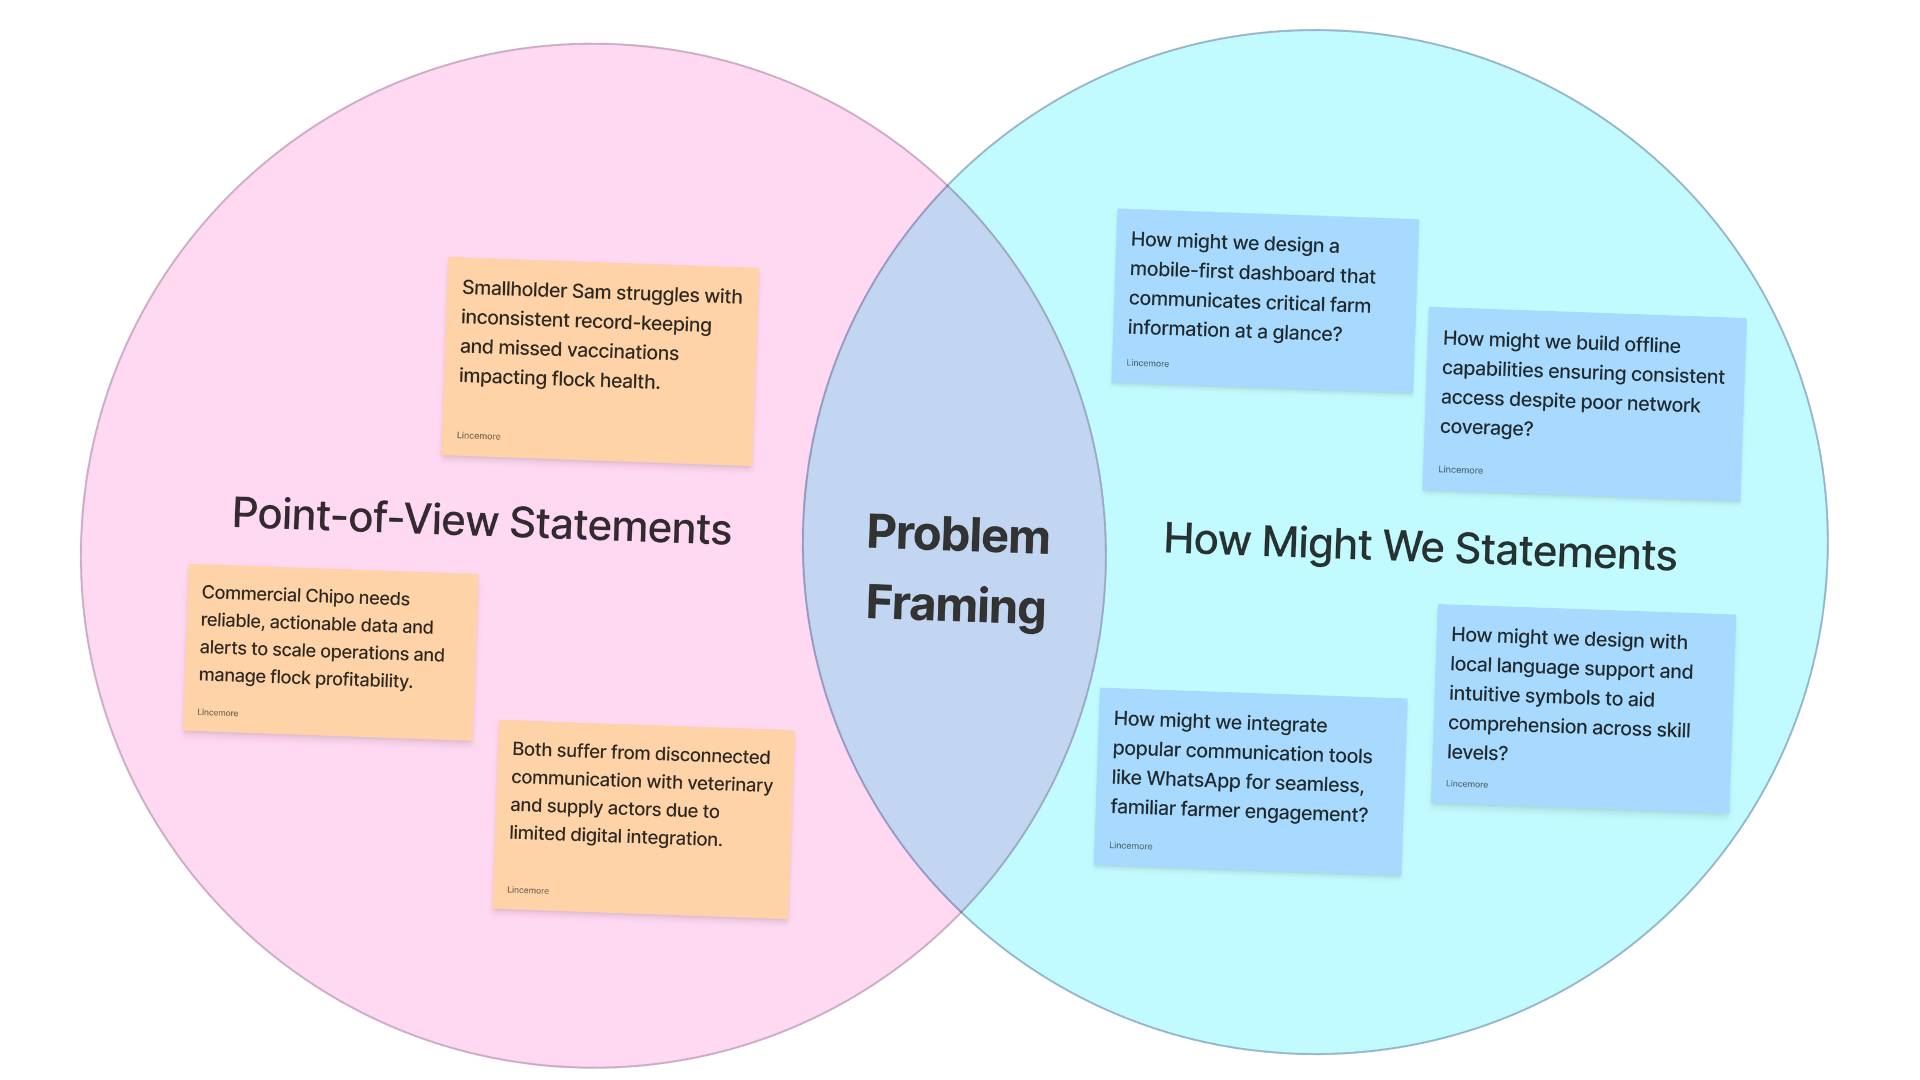 Smallholder Sam struggles with
inconsistent record-keeping
and missed vaccinations
impacting flock health.
Lincemore
Point-of-View Statements
Commercial Chipo needs
reliable, actionable data and
alerts to scale operations and
manage flock profitability.
Lincemore
Both suffer from disconnected
communication with veterinary
and supply actors due to
limited digital integration.
Lincemore
Problem
Framing
How might we design a
mobile-first dashboard that
communicates critical farm
information at a glance?
Lincemore
How might we build offline
capabilities ensuring consistent
access despite poor network
coverage?
Lincemore
How Might We Statements
How might we integrate
popular communication tools
like WhatsApp for seamless,
familiar farmer engagement?
Lincemore
How might we design with
local language support and
intuitive symbols to aid
comprehension across skill
levels?
Lincemore